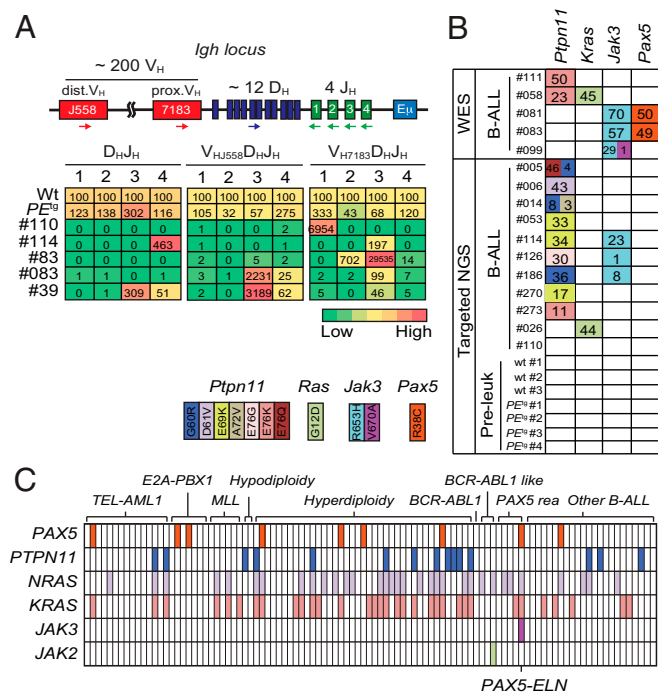 A
Igh locus
~ 200 VH
dist.VH
prox.VH
~ 12 DH
4 JH
J558
7183
1 2 3 4
Eμ
DHJH VHJ558DHJH VH7183DHJH
1 2 3 4 1 2 3 4 1 2 3 4
Wt 100 100 100 100 100 100 100 100 100 100 100 100
PEtg 123 138 302 116 105 32 57 275 333 43 68 120
#110 0 0 0 0 1 2 0 2 6954 0 0 0
#114 0 0 0 463 1 0 0 1 0 0 197 0
#83 0 0 0 0 2 0 5 2 0 702 29535 14
#083 1 1 0 1 3 1 2231 25 2 2 99 7
#39 0 0 309 51 2 0 3189 62 5 2 46 5
Low High
Ptpn11 Ras Jak3 Pax5
G60R D61V E69K A72V E76G E76K E76Q G12D R653H V670A R38C
B
Ptpn11 Kras Jak3 Pax5
WES
B-ALL
#111 50
#058 23 45
#081 70 50
#083 57 49
#099 29 1
Targeted NGS
B-ALL
#005 46 4
#006 43
#014 8 3
#053 33
#114 34 23
#126 30 1
#186 36 8
#270 17
#273 11
#026 44
#110
Pre-leuk
wt #1
wt #2
wt #3
PEtg #1
PEtg #2
PEtg #3
PEtg #4
C
E2A-PBX1 Hypodiploidy BCR-ABL1 like
TEL-AML1 MLL Hyperdiploidy BCR-ABL1 PAX5 rea Other B-ALL
PAX5
PTPN11
NRAS
KRAS
JAK3
JAK2
PAX5-ELN